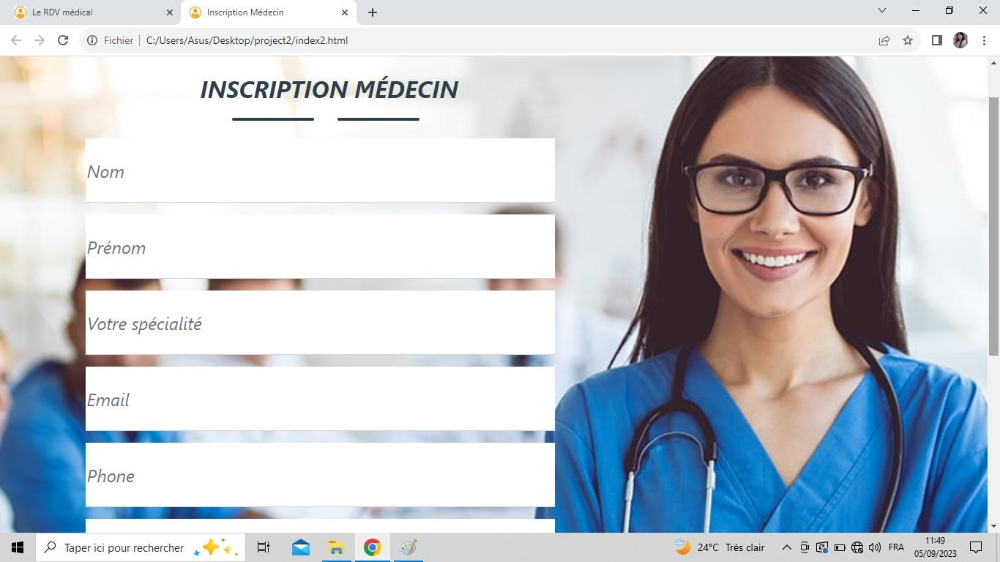 Le RDV médical
Inscription Médecin
Fichier
C:/Users/Asus/Desktop/project2/index2.html
INSCRIPTION MÉDECIN
Nom
Prénom
Votre spécialité
Email
Phone
Taper ici pour rechercher
24°C Très clair
FRA
11:49
05/09/2023